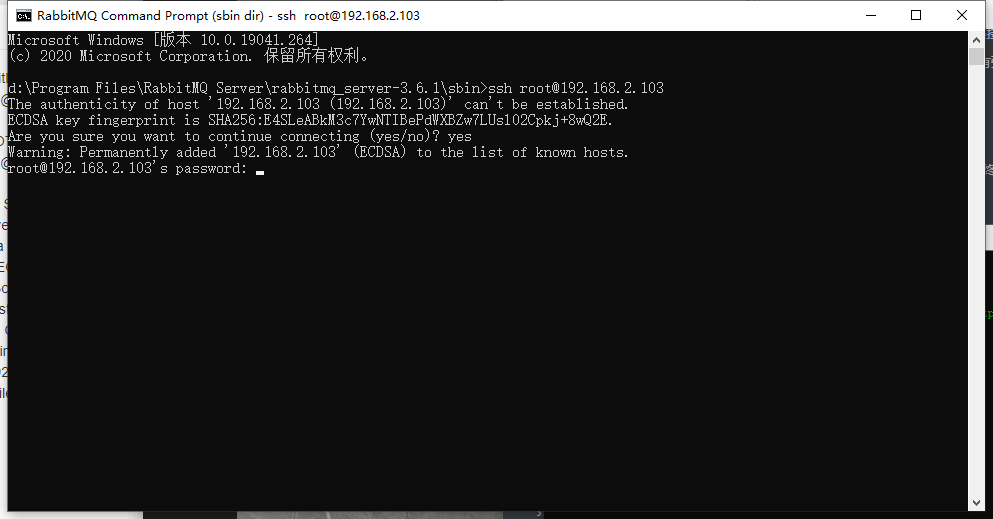 RabbitMQ Command Prompt (sbin dir) - ssh  root@192.168.2.103
Microsoft Windows [版本 10.0.19041.264]
(c) 2020 Microsoft Corporation. 保留所有权利。
d:\Program Files\RabbitMQ Server\rabbitmq_server-3.6.1\sbin>ssh root@192.168.2.103
The authenticity of host '192.168.2.103 (192.168.2.103)' can't be established.
ECDSA key fingerprint is SHA256:E4SLeABkM3c7YwNTIBePdWXBZw7LUs102Cpkj+8wQ2E.
Are you sure you want to continue connecting (yes/no)? yes
Warning: Permanently added '192.168.2.103' (ECDSA) to the list of known hosts.
root@192.168.2.103's password: